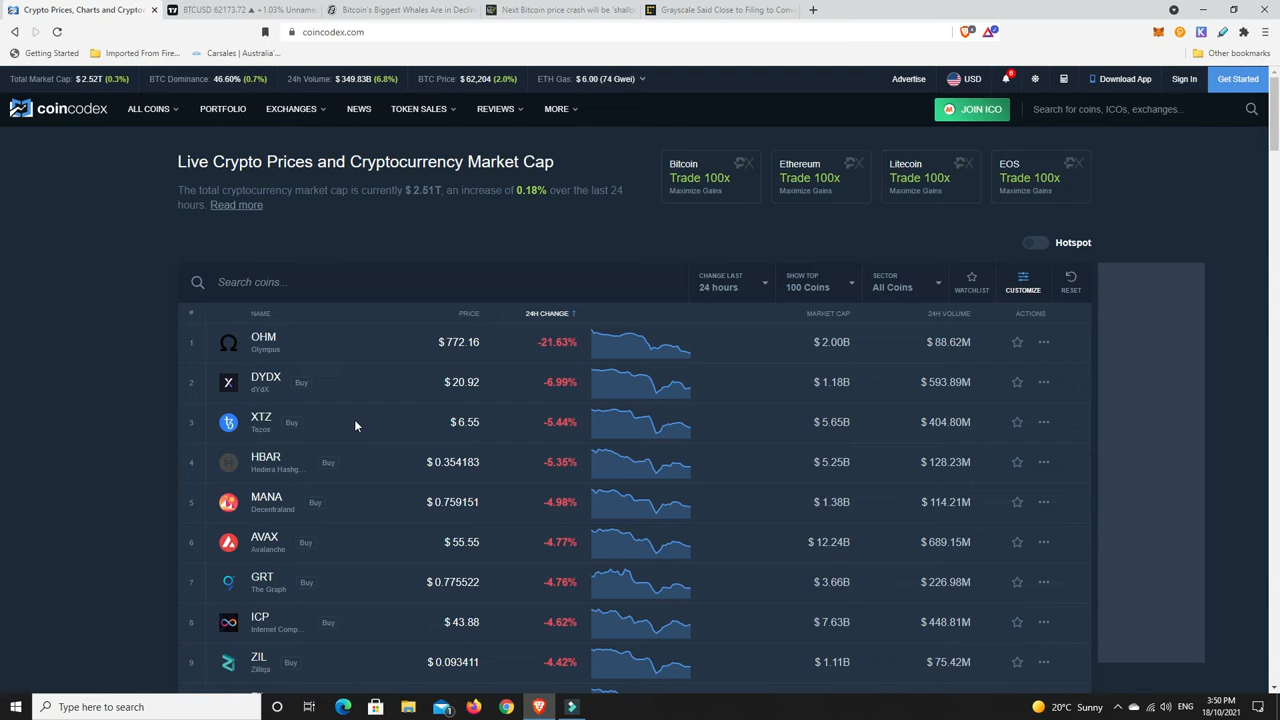 Crypto Prices, Charts and Cryptoc
BTCUSD 62173.72 ▲ +1.03% Unname
Bitcoin's Biggest Whales Are in Declin
Next Bitcoin price crash will be 'shallo
Grayscale Said Close to Filing to Conve
coincodex.com
Getting Started
Imported From Fire...
Carsales | Australia'...
Other bookmarks
Total Market Cap: $ 2.52T (0.3%)
BTC Dominance: 46.60% (0.7%)
24h Volume: $ 349.83B (6.8%)
BTC Price: $ 62,204 (2.0%)
ETH Gas: $ 6.00 (74 Gwei)
Advertise
USD
6
Download App
Sign In
Get Started
coincodex
ALL COINS
PORTFOLIO
EXCHANGES
NEWS
TOKEN SALES
REVIEWS
MORE
JOIN ICO
Search for coins, ICOs, exchanges...
Live Crypto Prices and Cryptocurrency Market Cap
The total cryptocurrency market cap is currently $ 2.51T, an increase of 0.18% over the last 24
hours. Read more
Bitcoin
Trade 100x
Maximize Gains
Ethereum
Trade 100x
Maximize Gains
Litecoin
Trade 100x
Maximize Gains
EOS
Trade 100x
Maximize Gains
Hotspot
Search coins...
CHANGE LAST
24 hours
SHOW TOP
100 Coins
SECTOR
All Coins
WATCHLIST
CUSTOMIZE
RESET
# NAME PRICE 24H CHANGE ↑ MARKET CAP 24H VOLUME ACTIONS
1 OHM $ 772.16 -21.63% $ 2.00B $ 88.62M
Olympus
2 DYDX Buy $ 20.92 -6.99% $ 1.18B $ 593.89M
dYdX
3 XTZ Buy $ 6.55 -5.44% $ 5.65B $ 404.80M
Tezos
4 HBAR Buy $ 0.354183 -5.35% $ 5.25B $ 128.23M
Hedera Hashg...
5 MANA Buy $ 0.759151 -4.98% $ 1.38B $ 114.21M
Decentraland
6 AVAX Buy $ 55.55 -4.77% $ 12.24B $ 689.15M
Avalanche
7 GRT Buy $ 0.775522 -4.76% $ 3.66B $ 226.98M
The Graph
8 ICP Buy $ 43.88 -4.62% $ 7.63B $ 448.81M
Internet Comp...
9 ZIL Buy $ 0.093411 -4.42% $ 1.11B $ 75.42M
Zilliqa
Type here to search
20°C Sunny
ENG
3:50 PM
18/10/2021